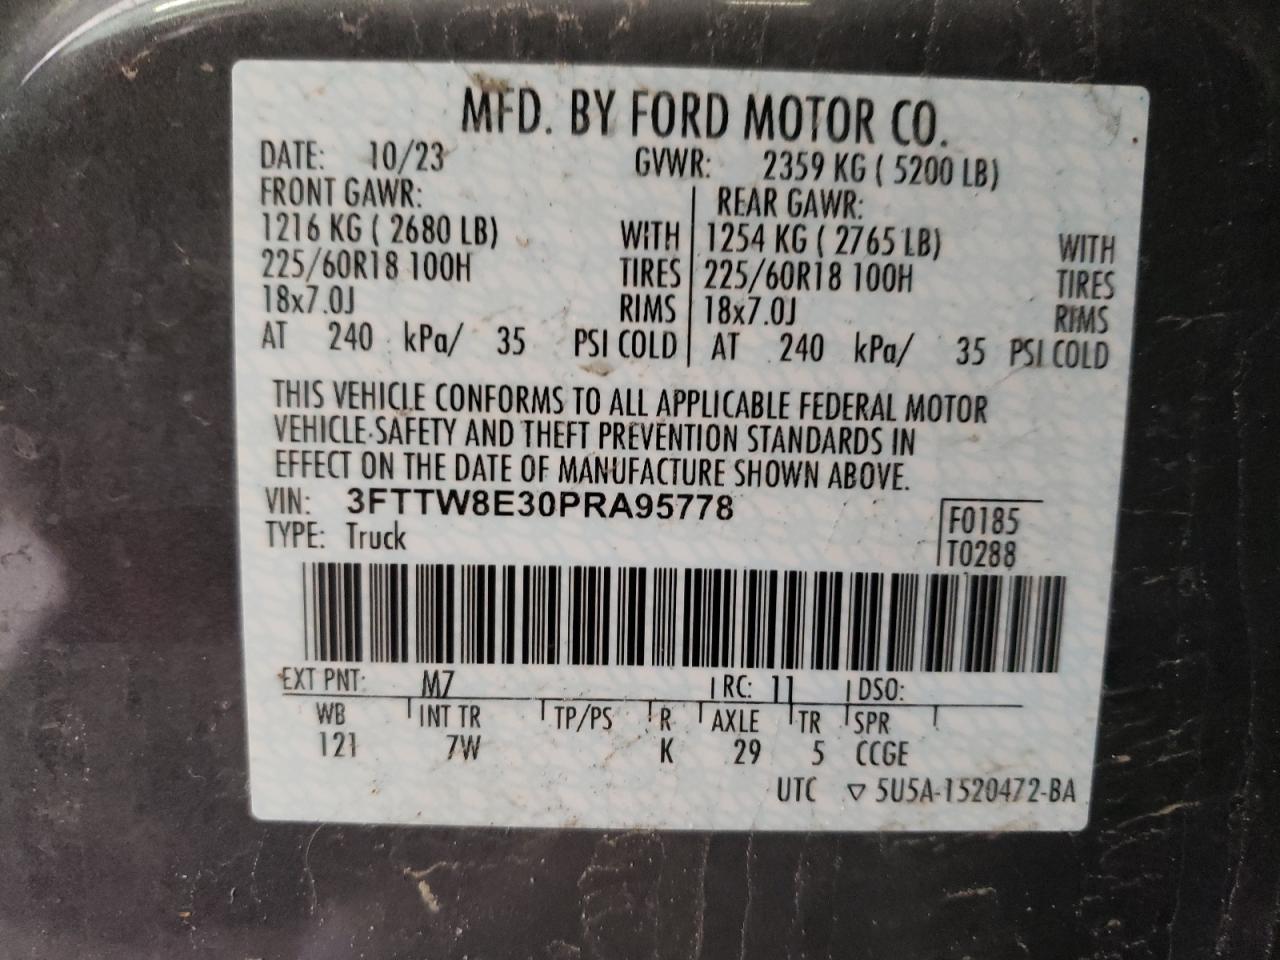 MFD. BY FORD MOTOR CO.
DATE: 10/23 GVWR: 2359 KG ( 5200 LB)
FRONT GAWR: REAR GAWR:
1216 KG ( 2680 LB) WITH 1254 KG ( 2765 LB) WITH
225/60R18 100H TIRES 225/60R18 100H TIRES
18x7.0J RIMS 18x7.0J RIMS
AT 240 kPa/ 35 PSI COLD AT 240 kPa/ 35 PSI COLD
THIS VEHICLE CONFORMS TO ALL APPLICABLE FEDERAL MOTOR
VEHICLE SAFETY AND THEFT PREVENTION STANDARDS IN
EFFECT ON THE DATE OF MANUFACTURE SHOWN ABOVE.
VIN: 3FTTW8E30PRA95778
F0185
TYPE: Truck
T0288
EXT PNT: M7 RC: 11 DSO:
WB INT TR TP/PS R AXLE TR SPR
121 7W K 29 5 CCGE
UTC ▽ 5U5A-1520472-BA